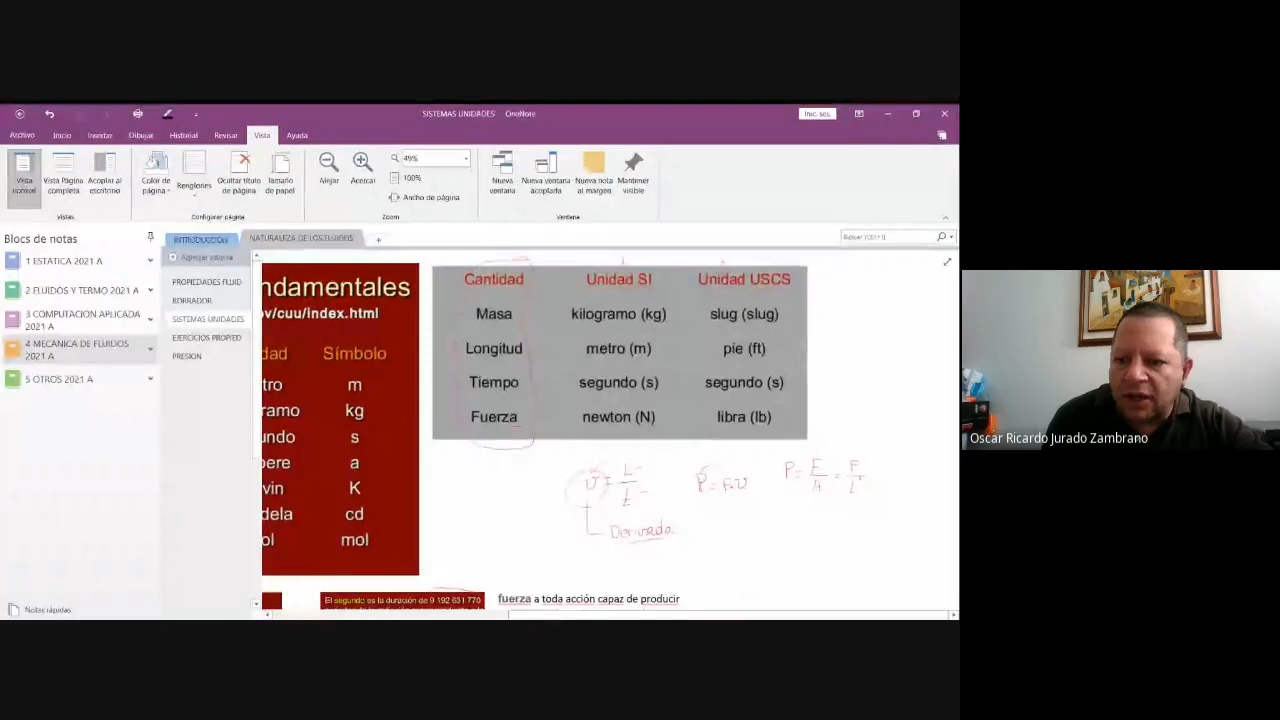 SISTEMAS UNIDADES - OneNote
Inic. ses.
Archivo Inicio Insertar Dibujar Historial Revisar Vista Ayuda
Vista normal
Vista Página completa
Acoplar al escritorio
Vistas
Color de página
Renglones
Ocultar título de página
Tamaño de papel
Configurar página
Alejar
Acercar
49%
100%
Ancho de página
Zoom
Nueva ventana
Nueva ventana acoplada
Nueva nota al margen
Mantener visible
Ventana
Blocs de notas
1 ESTATICA 2021 A
2 FLUIDOS Y TERMO 2021 A
3 COMPUTACION APLICADA 2021 A
4 MECANICA DE FLUIDOS 2021 A
5 OTROS 2021 A
Notas rápidas
INTRODUCCIÓN
NATURALEZA DE LOS FLUIDOS
+
Buscar (Ctrl+E)
Agregar página
PROPIEDADES FLUID
BORRADOR
SISTEMAS UNIDADES
EJERCICIOS PROPIED
PRESION
ndamentales
ov/cuu/index.html
dad Símbolo
tro m
gramo kg
undo s
pere a
vin K
dela cd
ol mol
Cantidad Unidad SI Unidad USCS
Masa kilogramo (kg) slug (slug)
Longitud metro (m) pie (ft)
Tiempo segundo (s) segundo (s)
Fuerza newton (N) libra (lb)
Derivada
El segundo es la duración de 9 192 631 770
fuerza a toda acción capaz de producir
Oscar Ricardo Jurado Zambrano